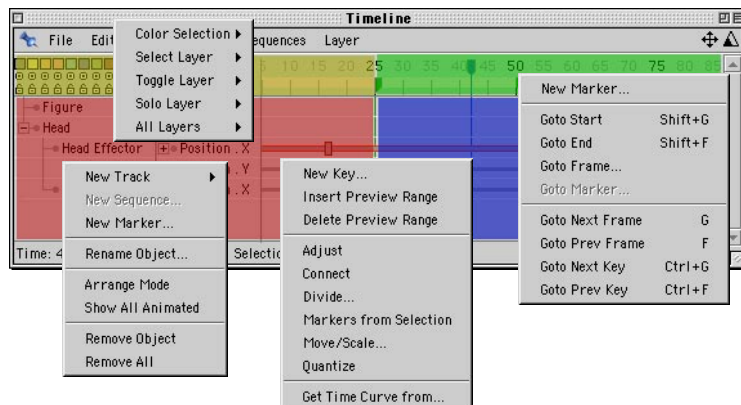 Timeline
File Edit
equences Layer
Color Selection
Select Layer
Toggle Layer
Solo Layer
All Layers
10 15 20 25 30 35 40 45 50 55 60 65 70 75 80 85
Figure
Head
Head Effector
Position . X
. Y
. X
Time: 4
Selectio
New Track
New Sequence...
New Marker...
Rename Object...
Arrange Mode
Show All Animated
Remove Object
Remove All
New Key...
Insert Preview Range
Delete Preview Range
Adjust
Connect
Divide...
Markers from Selection
Move/Scale...
Quantize
Get Time Curve from...
New Marker...
Goto Start Shift+G
Goto End Shift+F
Goto Frame...
Goto Marker...
Goto Next Frame G
Goto Prev Frame F
Goto Next Key Ctrl+G
Goto Prev Key Ctrl+F